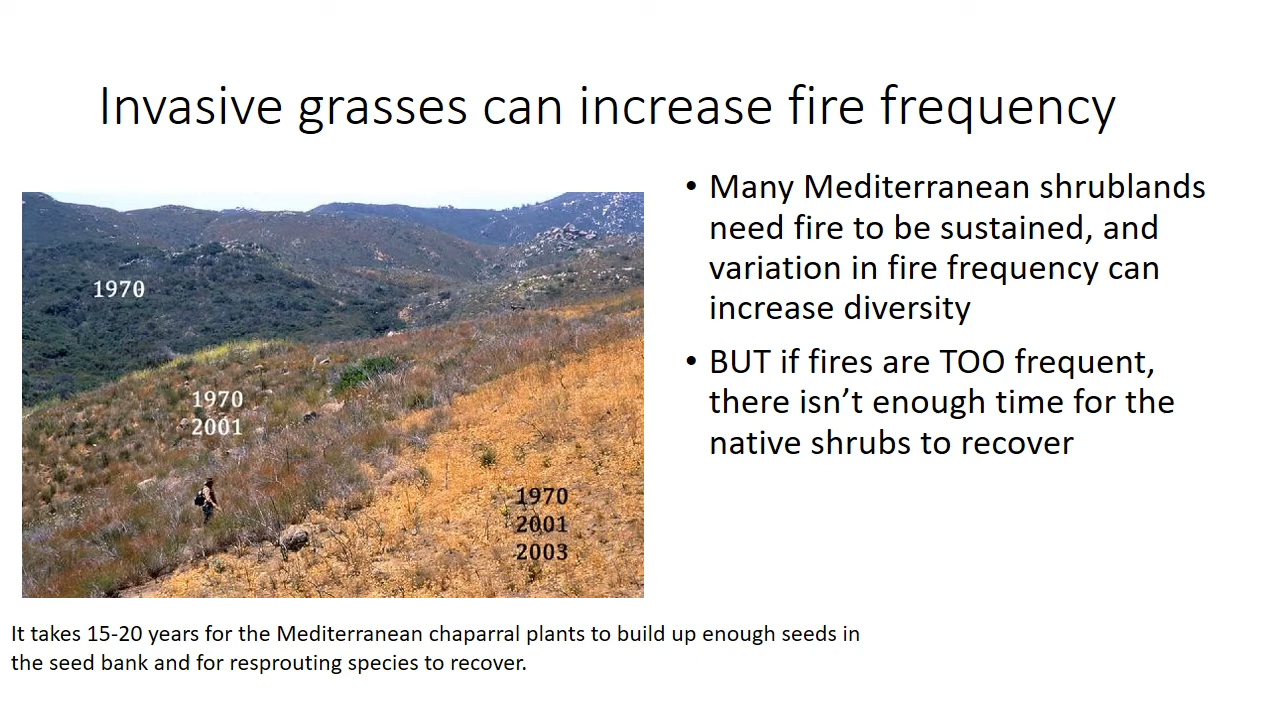 Invasive grasses can increase fire frequency
1970
1970
2001
1970
2001
2003
• Many Mediterranean shrublands
need fire to be sustained, and
variation in fire frequency can
increase diversity
• BUT if fires are TOO frequent,
there isn’t enough time for the
native shrubs to recover
It takes 15-20 years for the Mediterranean chaparral plants to build up enough seeds in
the seed bank and for resprouting species to recover.